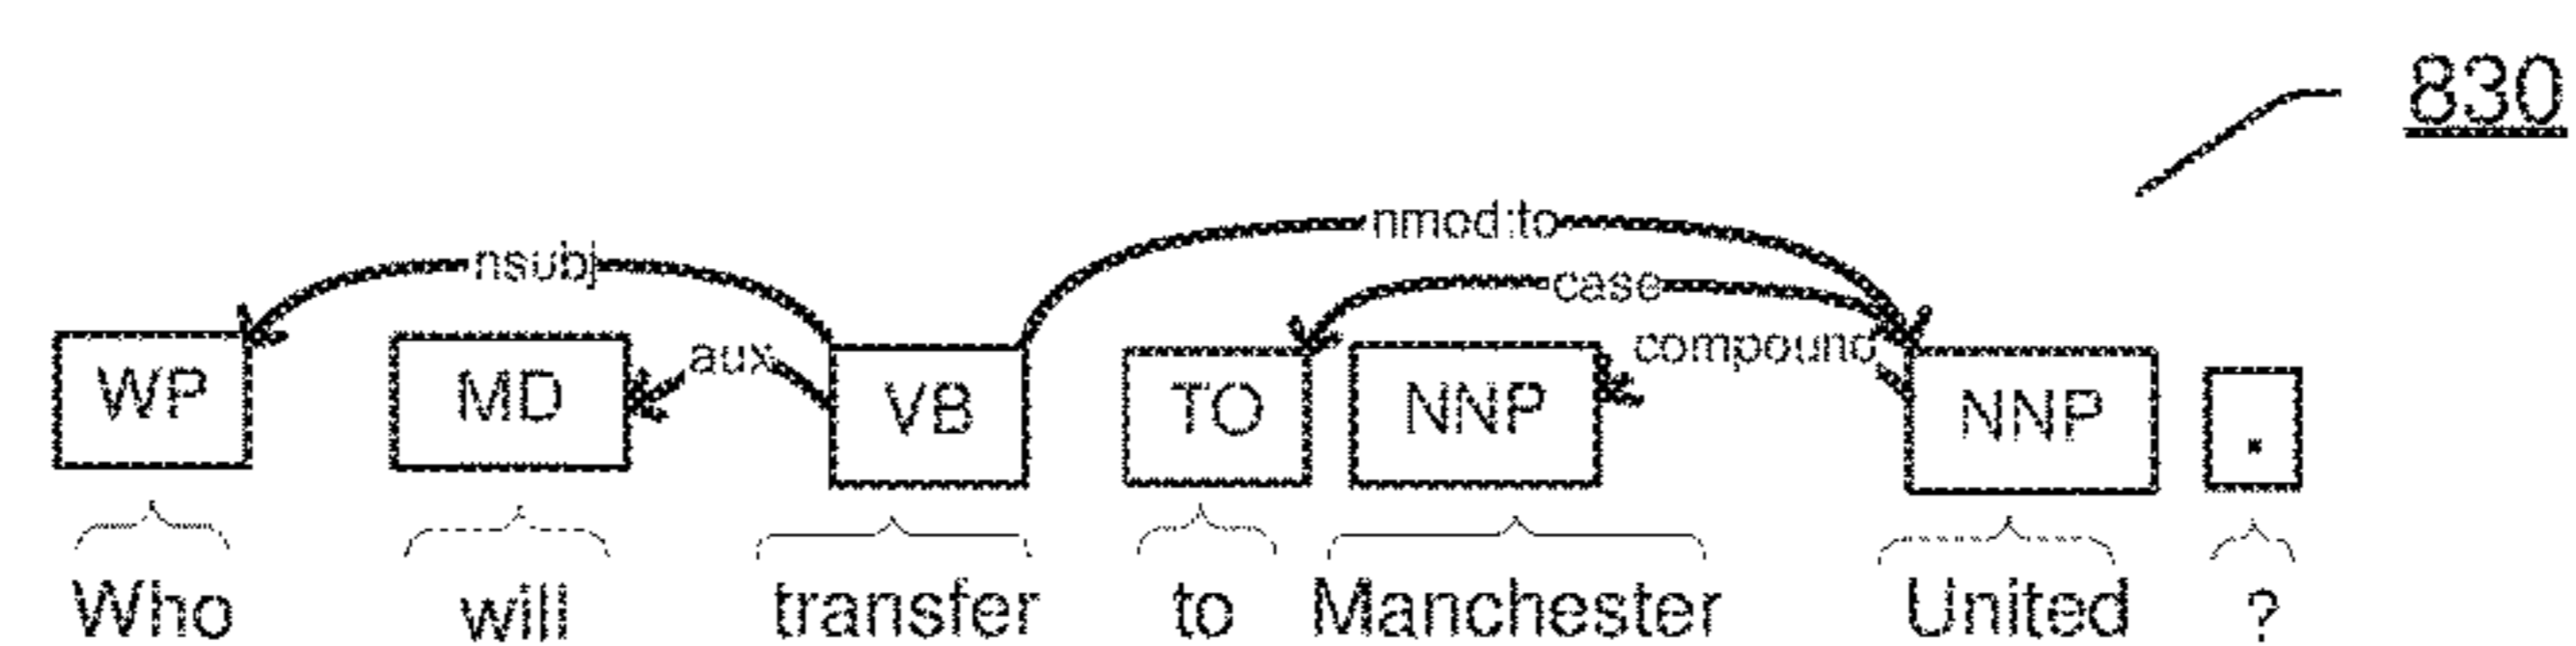 830
nmod:to
nsubj
case
aux
compound
WP MD VB TO NNP NNP .
Who will transfer to Manchester United ?